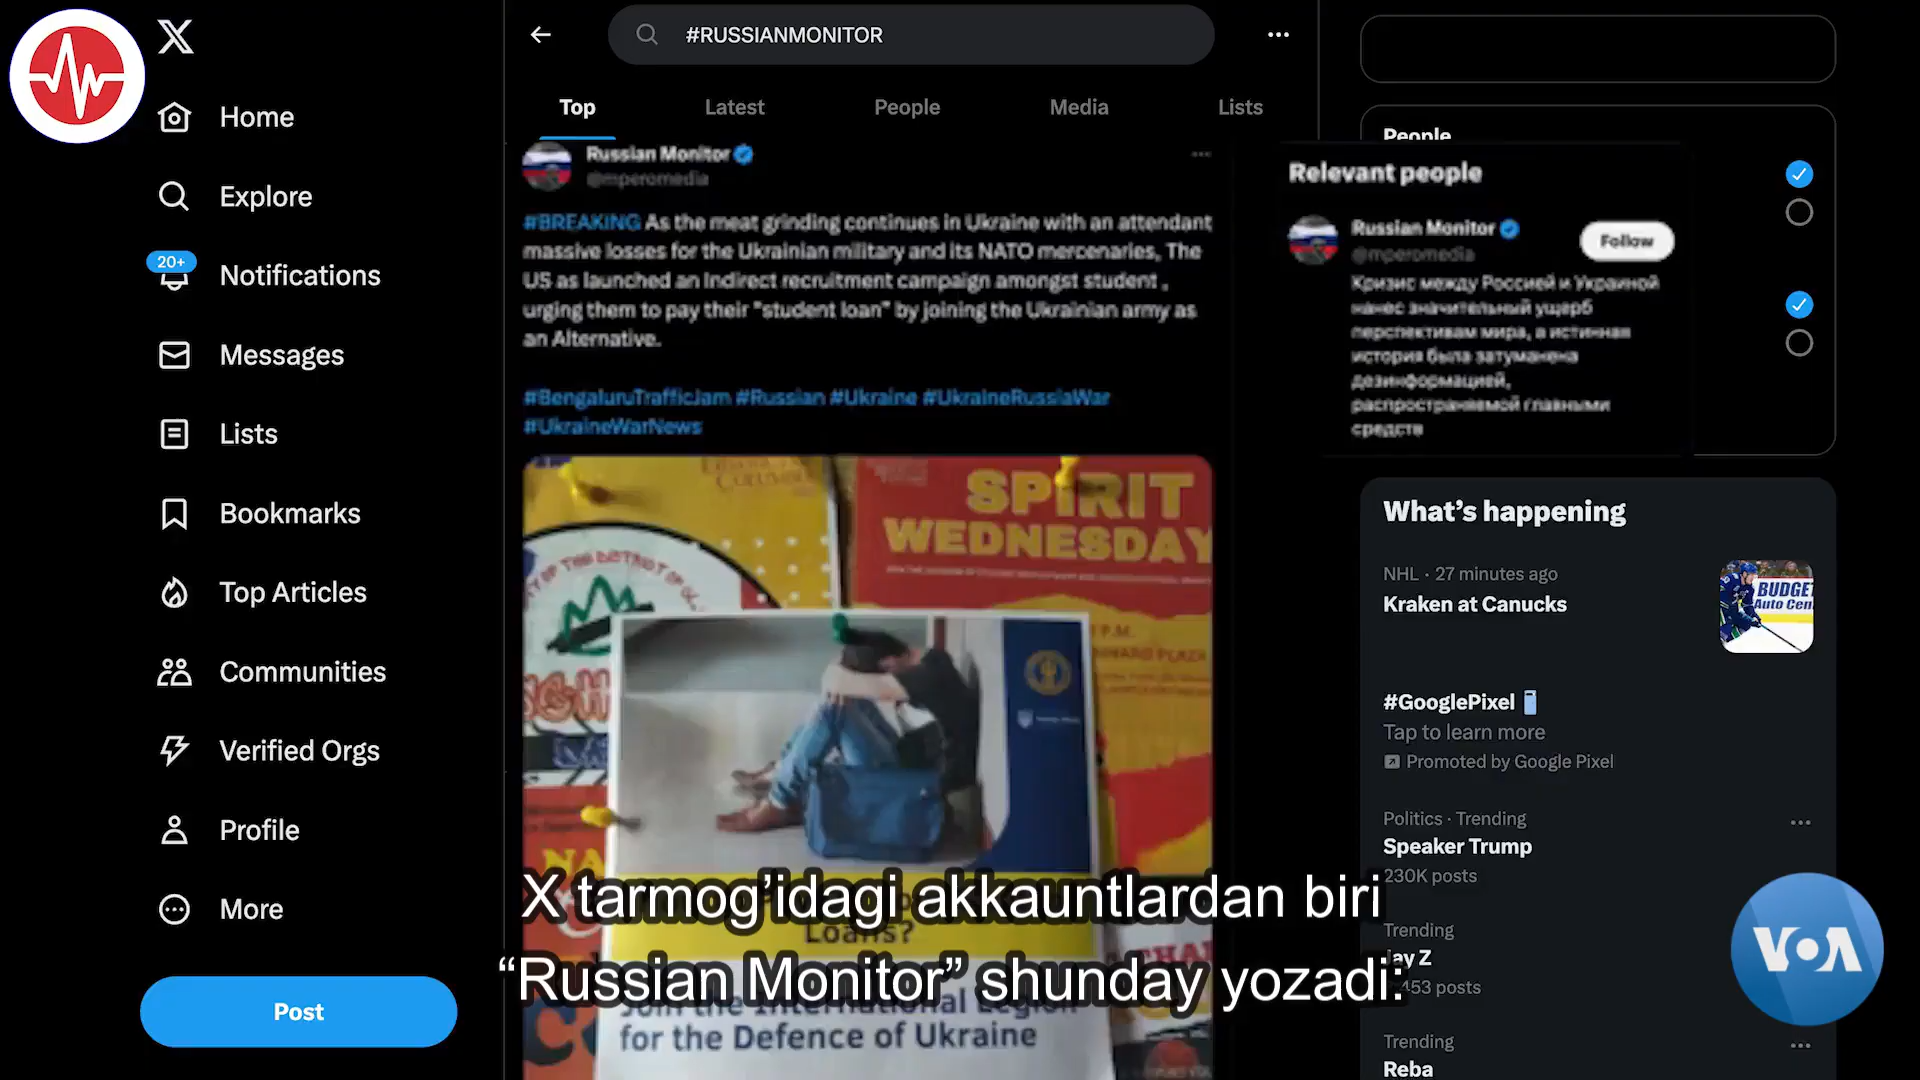 #RUSSIANMONITOR
Home
Explore
20+
Notifications
Messages
Lists
Bookmarks
Top Articles
Communities
Verified Orgs
Profile
More
Post
Top
Latest
People
Media
Lists
Russian Monitor
@mperomedia
#BREAKING As the meat grinding continues in Ukraine with an attendant
massive losses for the Ukrainian military and its NATO mercenaries, The
US as launched an Indirect recruitment campaign amongst student ,
urging them to pay their "student loan" by joining the Ukrainian army as
an Alternative.
#BengaluruTrafficJam #Russian #Ukraine #UkraineRussiaWar
#UkraineWarNews
SPIRIT
WEDNESDAY
Loans?
Join the International Legion
for the Defence of Ukraine
X tarmog’idagi akkauntlardan biri
“Russian Monitor” shunday yozadi:
People
Relevant people
Russian Monitor
Follow
@mperomedia
Кризис между Россией и Украиной
нанес значительный ущерб
перспективам мира, а истинная
история была затуманена
дезинформацией,
распространяемой главными
средств
What’s happening
NHL · 27 minutes ago
Kraken at Canucks
BUDGET
Auto Cen
#GooglePixel
Tap to learn more
Promoted by Google Pixel
Politics · Trending
Speaker Trump
230K posts
Trending
Jay Z
453 posts
Trending
Reba
VOA